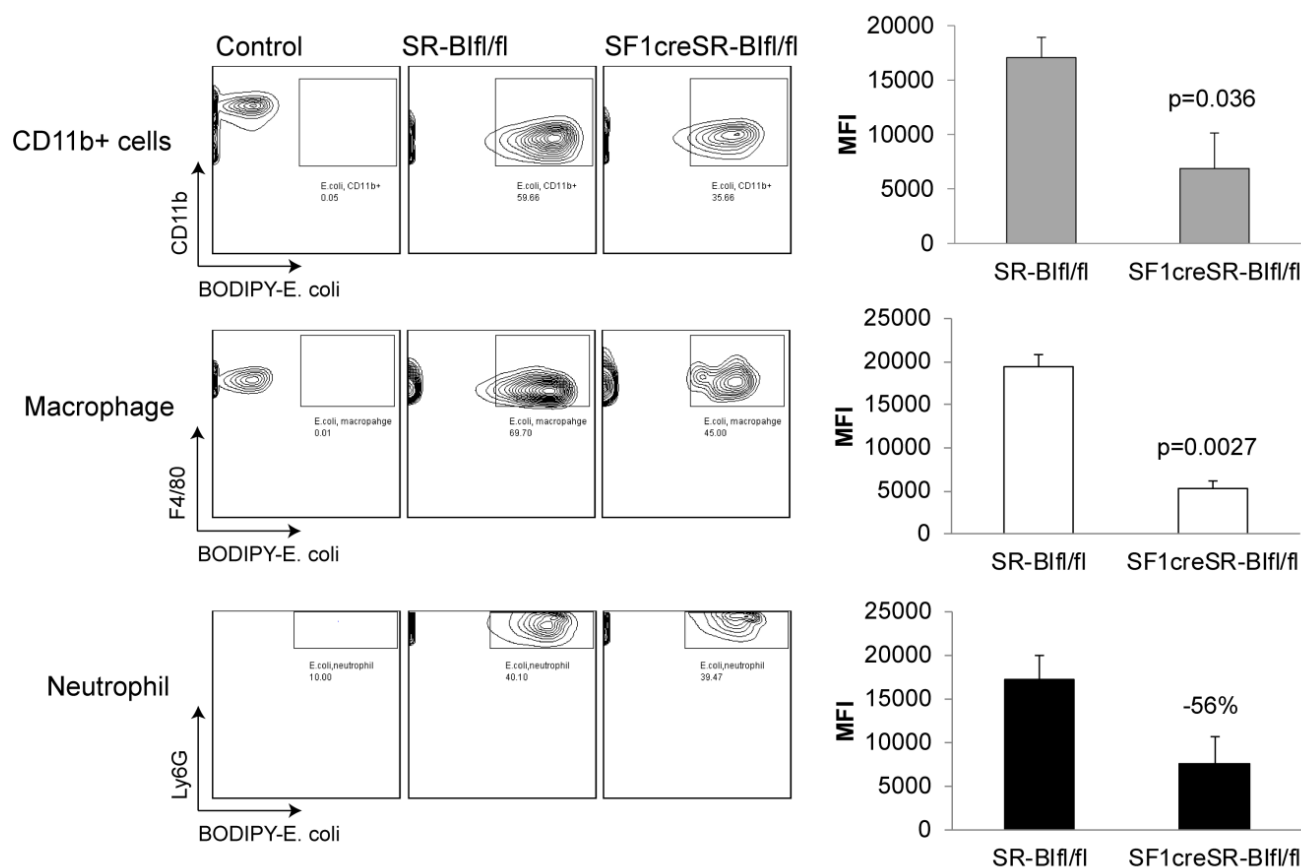 Control
SR-BIfl/fl
SF1creSR-BIfl/fl
CD11b+ cells
CD11b
BODIPY-E. coli
E.coli, CD11b+
0.05
E.coli, CD11b+
59.66
E.coli, CD11b+
35.66
MFI
20000
15000
10000
5000
0
p=0.036
SR-BIfl/fl
SF1creSR-BIfl/fl
Macrophage
F4/80
BODIPY-E. coli
E.coli, macropahge
0.01
E.coli, macropahge
69.70
E.coli, macropahge
45.00
MFI
25000
20000
15000
10000
5000
0
p=0.0027
SR-BIfl/fl
SF1creSR-BIfl/fl
Neutrophil
Ly6G
BODIPY-E. coli
E.coli,neutrophil
10.00
E.coli,neutrophil
40.10
E.coli,neutrophil
39.47
MFI
25000
20000
15000
10000
5000
0
-56%
SR-BIfl/fl
SF1creSR-BIfl/fl